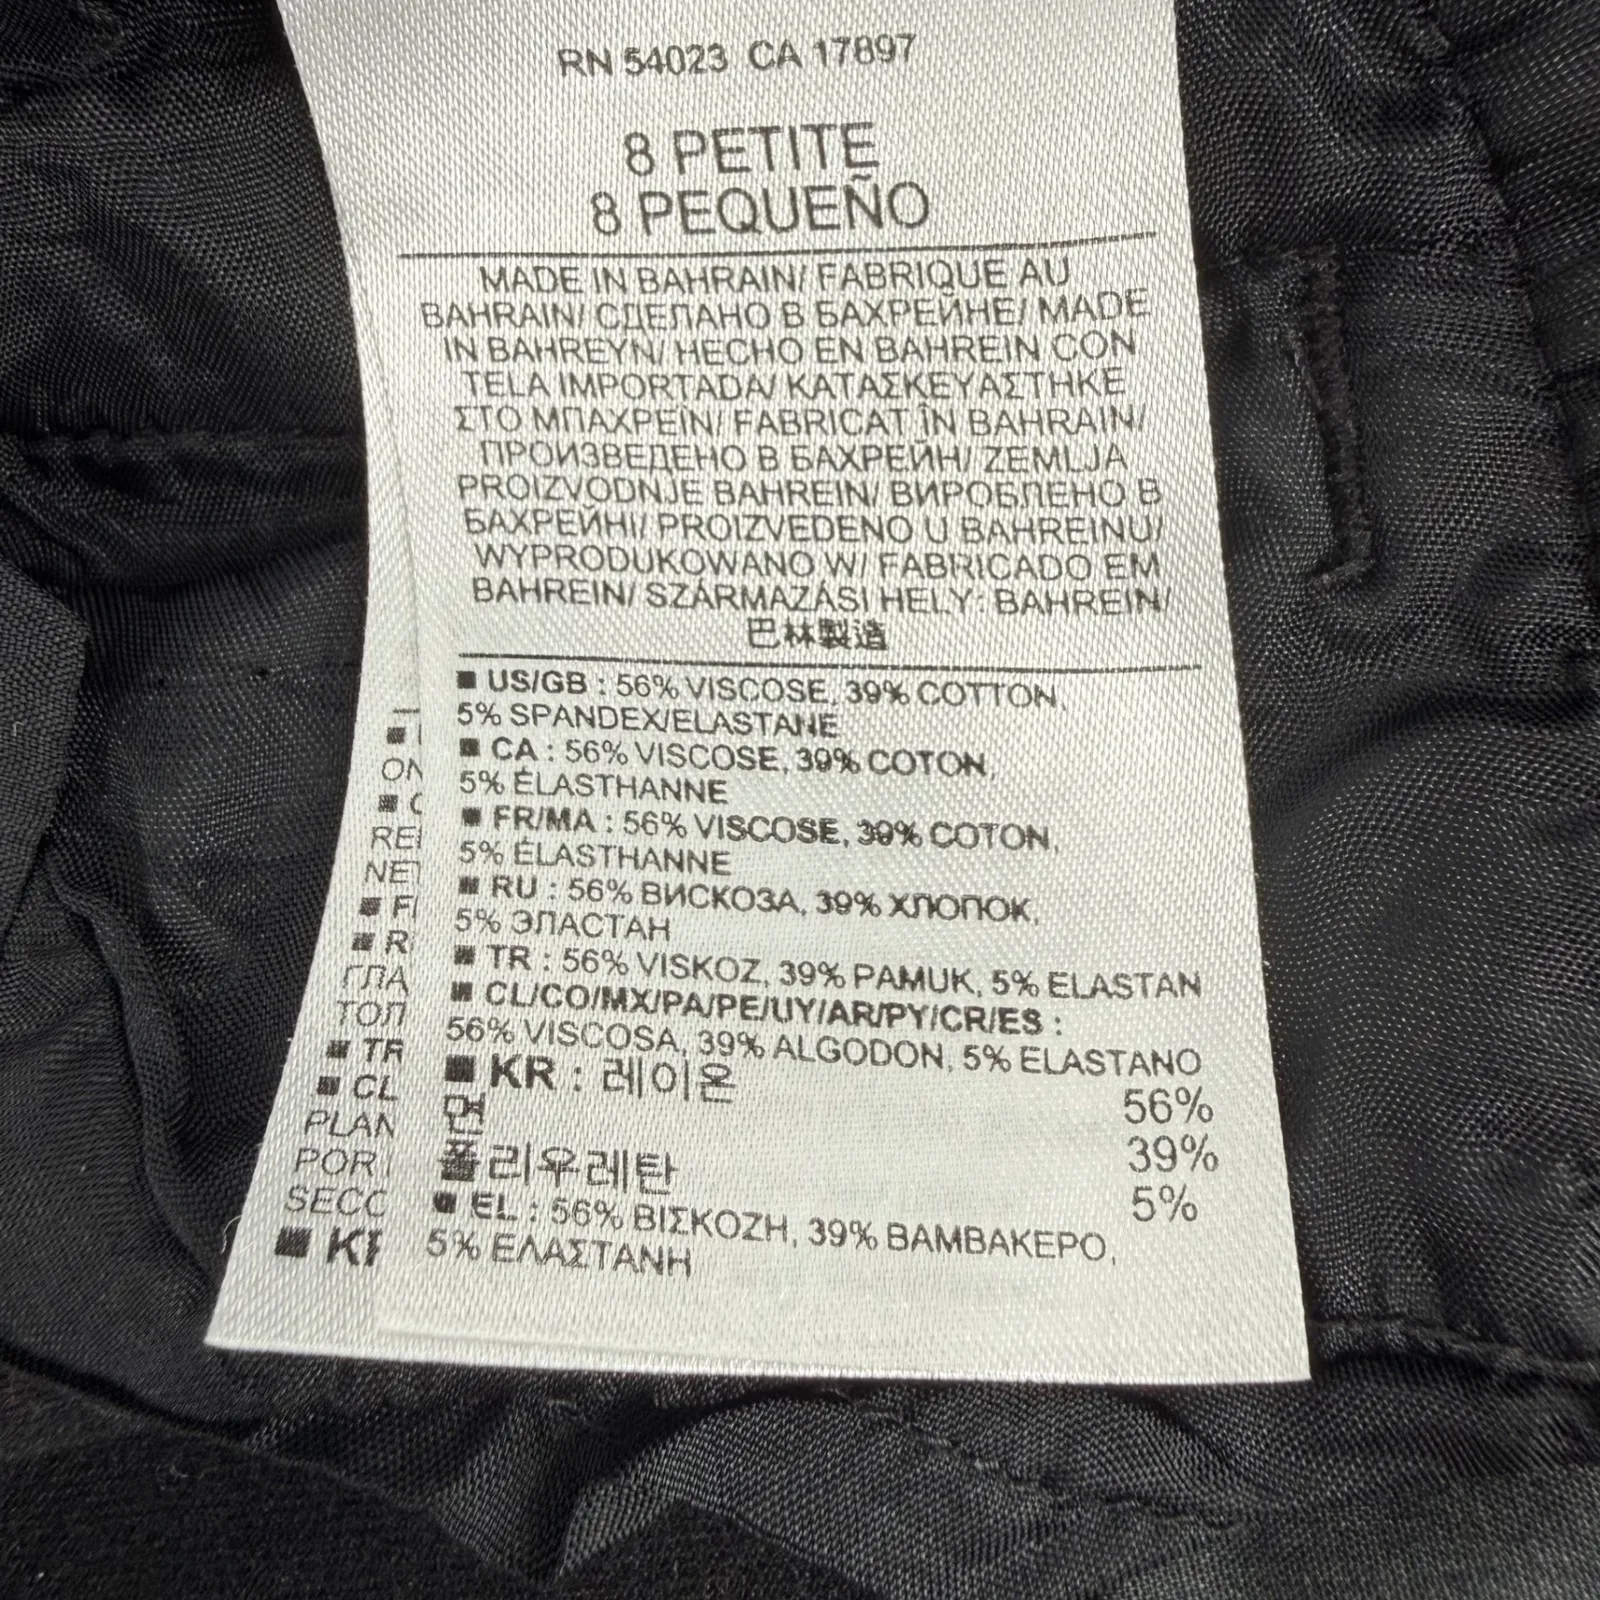 RN 54023 CA 17897
8 PETITE
8 PEQUEÑO
MADE IN BAHRAIN/ FABRIQUE AU
BAHRAIN/ СДЕЛАНО В БАХРЕЙНЕ/ MADE
IN BAHREYN/ HECHO EN BAHREIN CON
TELA IMPORTADA/ ΚΑΤΑΣΚΕΥΑΣΤΗΚΕ
ΣΤΟ ΜΠΑΧΡΕΪΝ/ FABRICAT ÎN BAHRAIN/
ПРОИЗВЕДЕНО В БАХРЕЙН/ ZEMLJA
PROIZVODNJE BAHREIN/ ВИРОБЛЕНО В
БАХРЕЙНІ/ PROIZVEDENO U BAHREINU/
WYPRODUKOWANO W/ FABRICADO EM
BAHREIN/ SZÁRMAZÁSI HELY: BAHREIN/
巴林製造
■ US/GB : 56% VISCOSE, 39% COTTON,
5% SPANDEX/ELASTANE
■ CA : 56% VISCOSE, 39% COTON,
5% ÉLASTHANNE
■ FR/MA : 56% VISCOSE, 39% COTON,
5% ÉLASTHANNE
■ RU : 56% ВИСКОЗА, 39% ХЛОПОК,
5% ЭЛАСТАН
■ TR : 56% VISKOZ, 39% PAMUK, 5% ELASTAN
■ CL/CO/MX/PA/PE/UY/AR/PY/CR/ES :
56% VISCOSA, 39% ALGODON, 5% ELASTANO
■ KR : 레이온 56%
면 39%
폴리우레탄 5%
■ EL : 56% ΒΙΣΚΟΖΗ, 39% ΒΑΜΒΑΚΕΡΟ,
5% ΕΛΑΣΤΑΝΗ